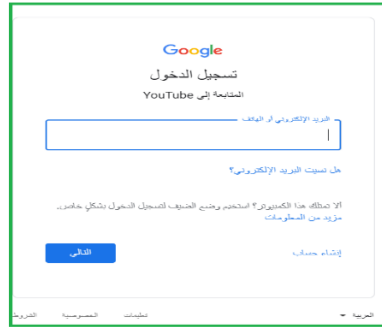 Google
تسجيل الدخول
المتابعة إلى YouTube
البريد الإلكتروني أو الهاتف
هل نسيت البريد الإلكتروني؟
ألا تمتلك هذا الكمبيوتر؟ استخدم وضع الضيف لتسجيل الدخول بشكلٍ خاص.
مزيد من المعلومات
إنشاء حساب
التالي
العربية
تعليمات
الخصوصية
الشروط